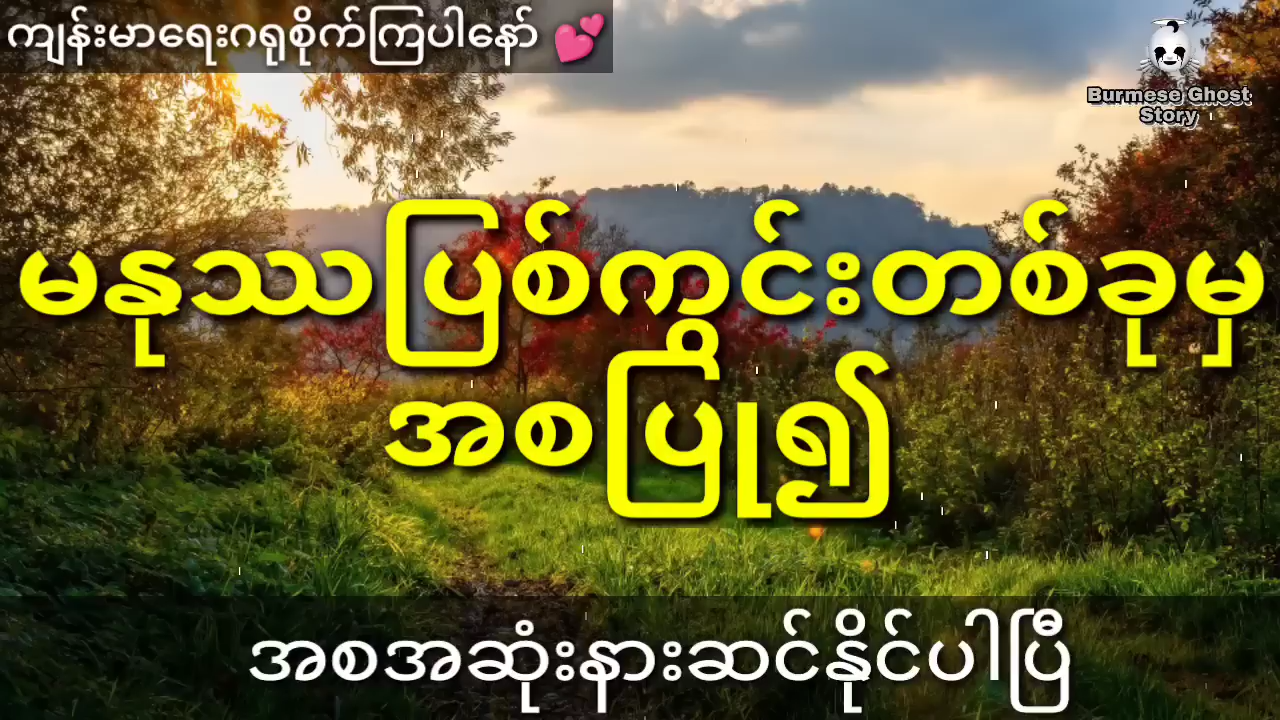 ကျန်းမာရေးဂရုစိုက်ကြပါနော် 💕
Burmese Ghost
Story
မနုဿပြစ်ကွင်းတစ်ခုမှ
အစပြု၍
အစအဆုံးနားဆင်နိုင်ပါပြီ